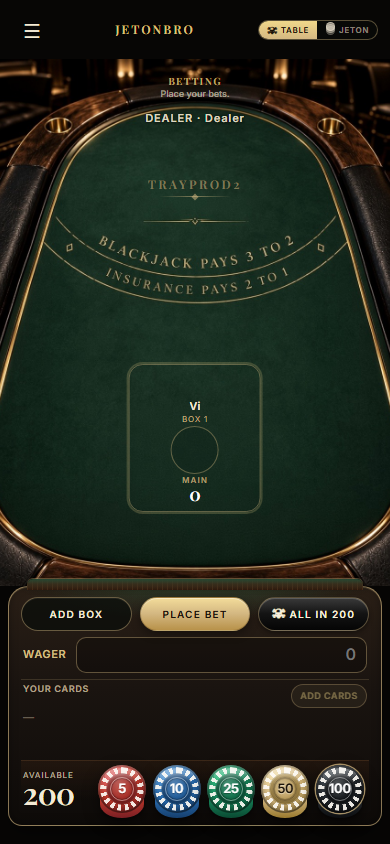 ☰ JETONBRO TABLE JETON
BETTING
Place your bets.
DEALER · Dealer
TRAYPROD2
BLACKJACK PAYS 3 TO 2
INSURANCE PAYS 2 TO 1
Vi
BOX 1
MAIN
0
ADD BOX PLACE BET ALL IN 200
WAGER 0
YOUR CARDS ADD CARDS
—
AVAILABLE
200
5 10 25 50 100